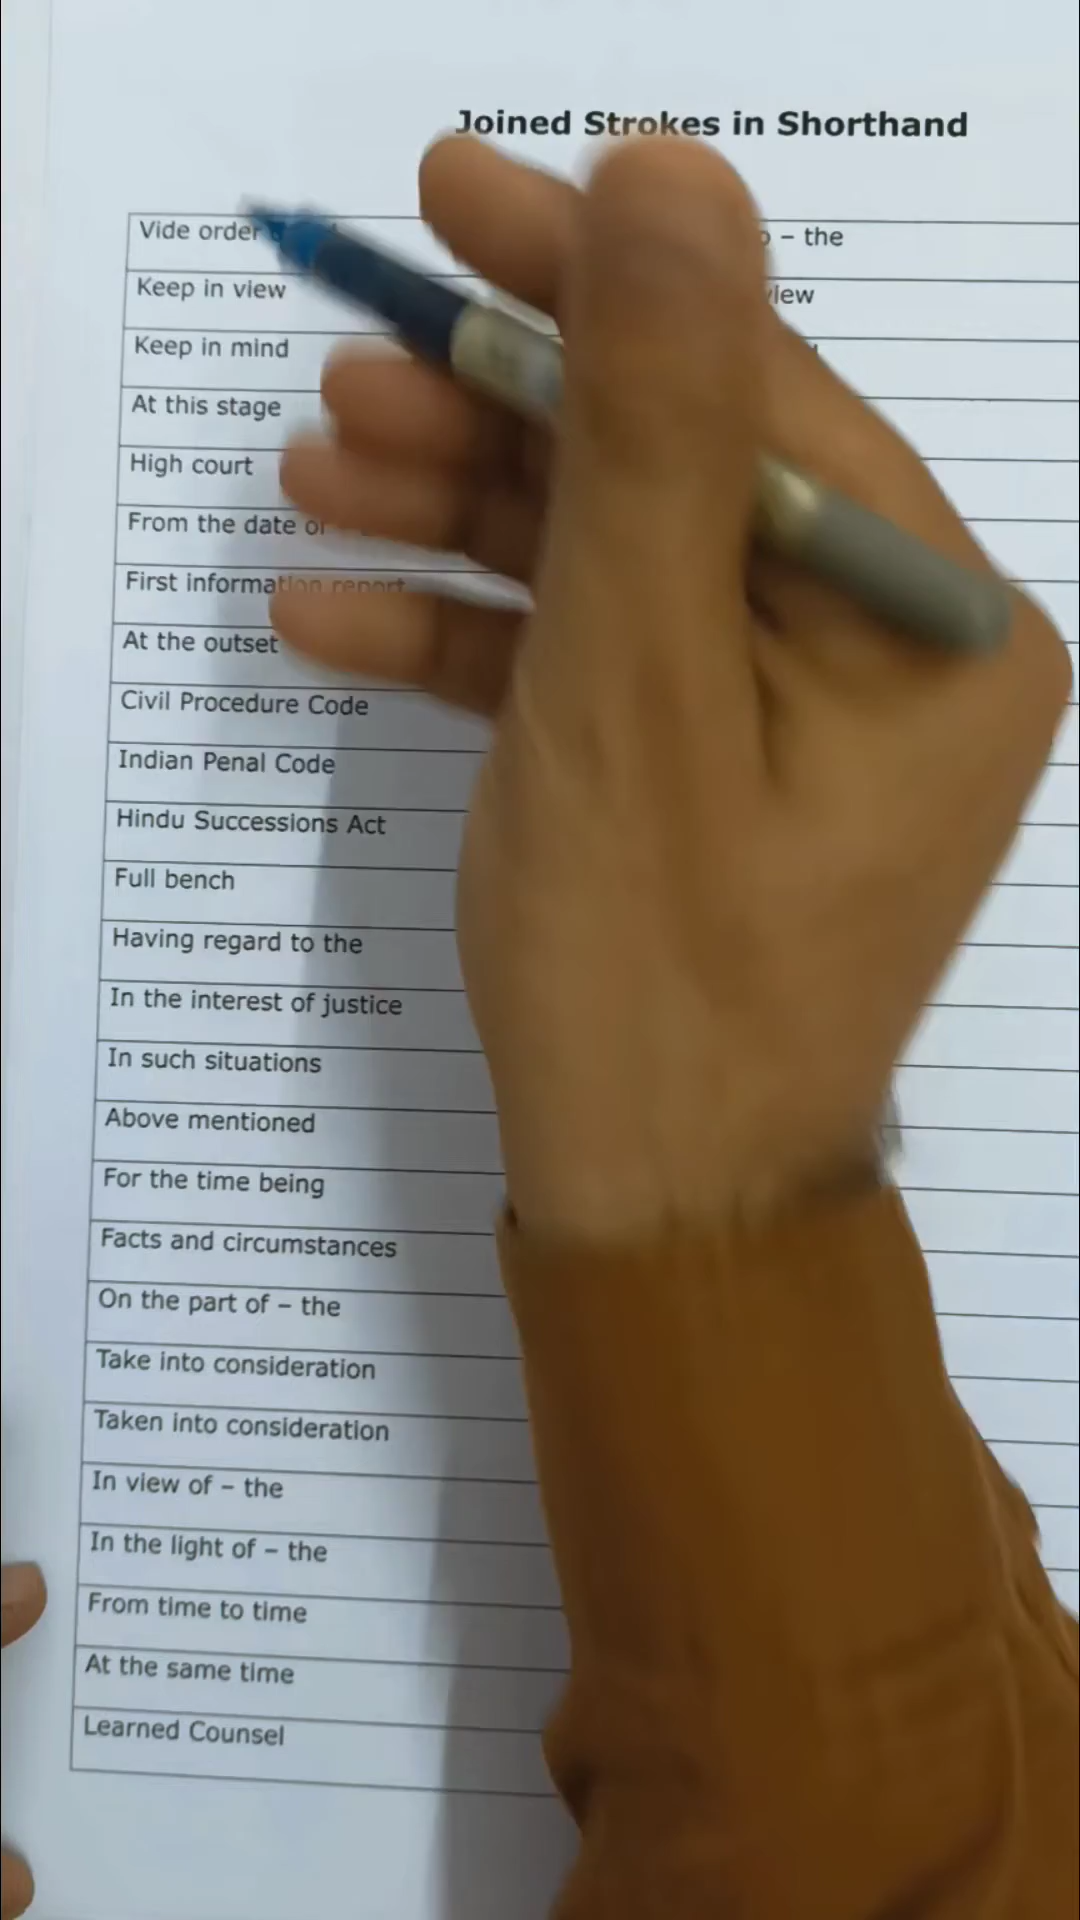 Joined Strokes in Shorthand
Vide order
– the
Keep in view
view
Keep in mind
At this stage
High court
From the date of
First information report
At the outset
Civil Procedure Code
Indian Penal Code
Hindu Successions Act
Full bench
Having regard to the
In the interest of justice
In such situations
Above mentioned
For the time being
Facts and circumstances
On the part of – the
Take into consideration
Taken into consideration
In view of – the
In the light of – the
From time to time
At the same time
Learned Counsel